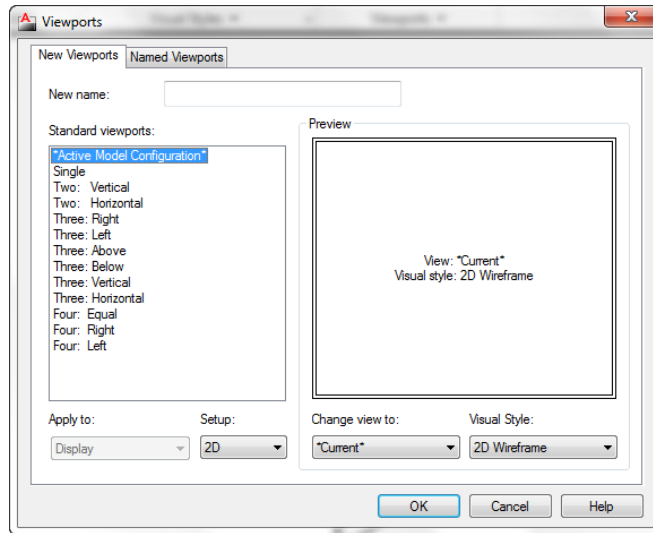 Viewports
Visual Styles
Viewports
New Viewports
Named Viewports
New name:
Standard viewports:
*Active Model Configuration*
Single
Two: Vertical
Two: Horizontal
Three: Right
Three: Left
Three: Above
Three: Below
Three: Vertical
Three: Horizontal
Four: Equal
Four: Right
Four: Left
Preview
View: *Current*
Visual style: 2D Wireframe
Apply to:
Setup:
Change view to:
Visual Style:
Display
2D
*Current*
2D Wireframe
OK
Cancel
Help